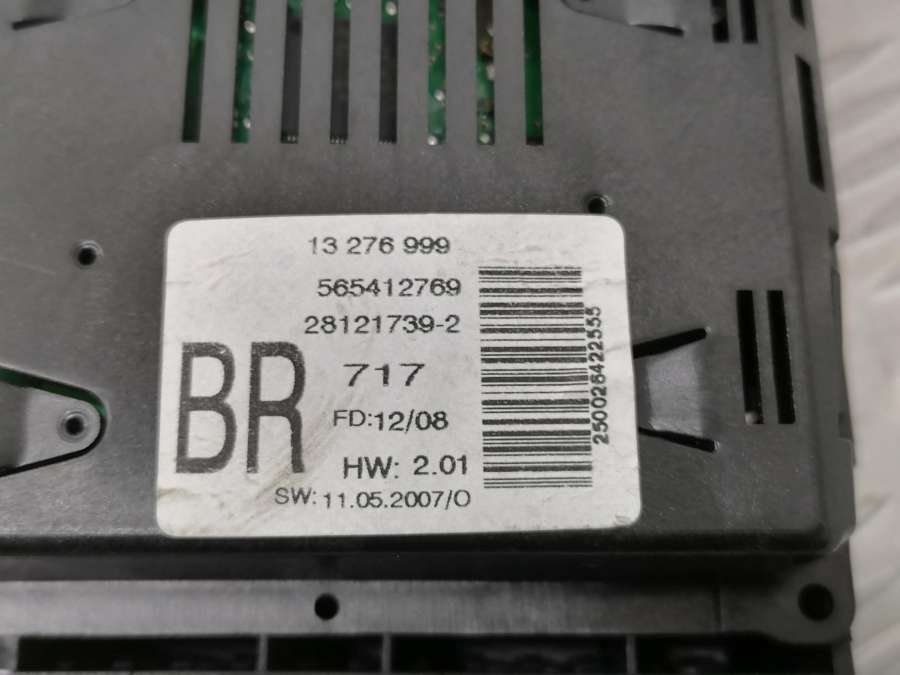 13 276 999
565412769
28121739-2
BR
717
FD:12/08
HW: 2.01
SW: 11.05.2007/O
250026422555